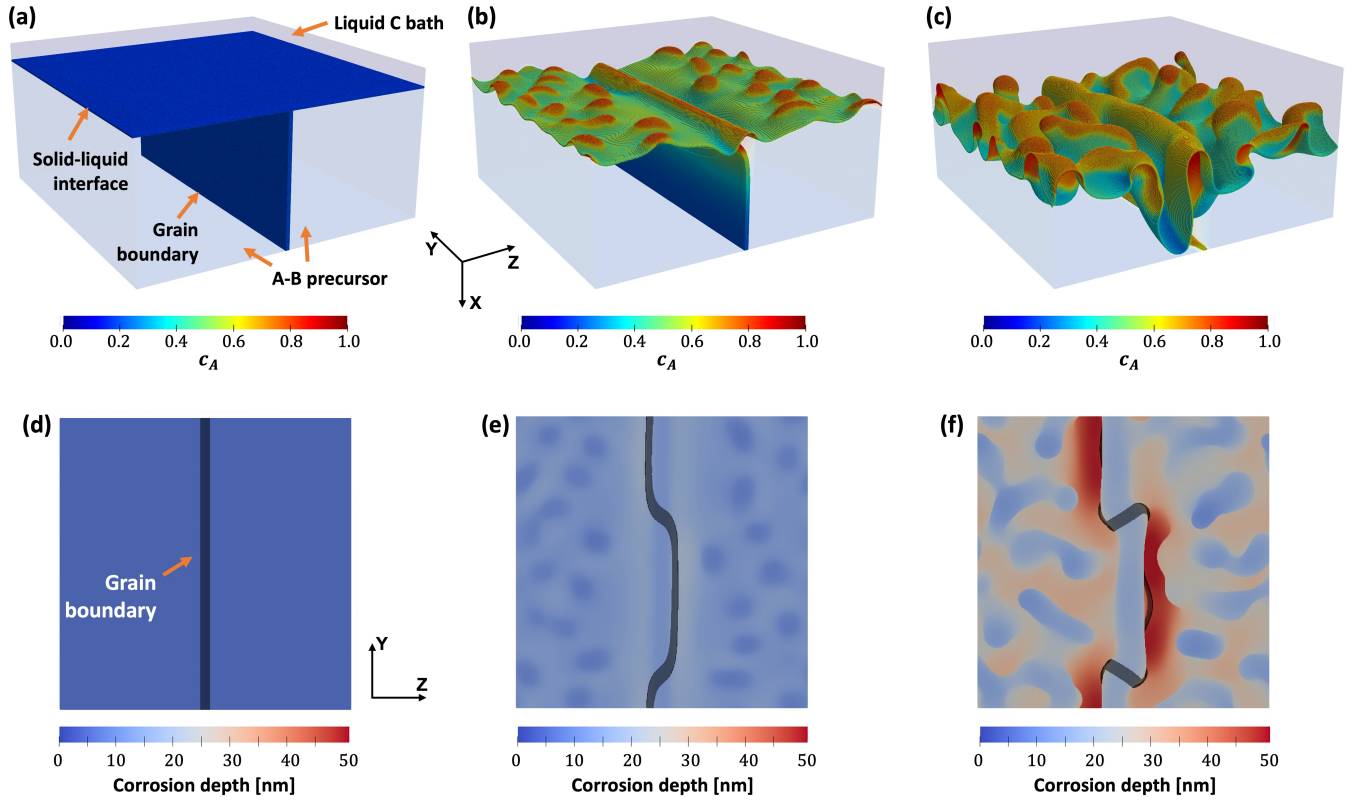 (a)
Liquid C bath
Solid-liquid
interface
Grain
boundary
A-B precursor
0.0 0.2 0.4 0.6 0.8 1.0
c_A
(b)
Y
Z
X
0.0 0.2 0.4 0.6 0.8 1.0
c_A
(c)
0.0 0.2 0.4 0.6 0.8 1.0
c_A
(d)
Grain
boundary
Y
Z
0 10 20 30 40 50
Corrosion depth [nm]
(e)
0 10 20 30 40 50
Corrosion depth [nm]
(f)
0 10 20 30 40 50
Corrosion depth [nm]